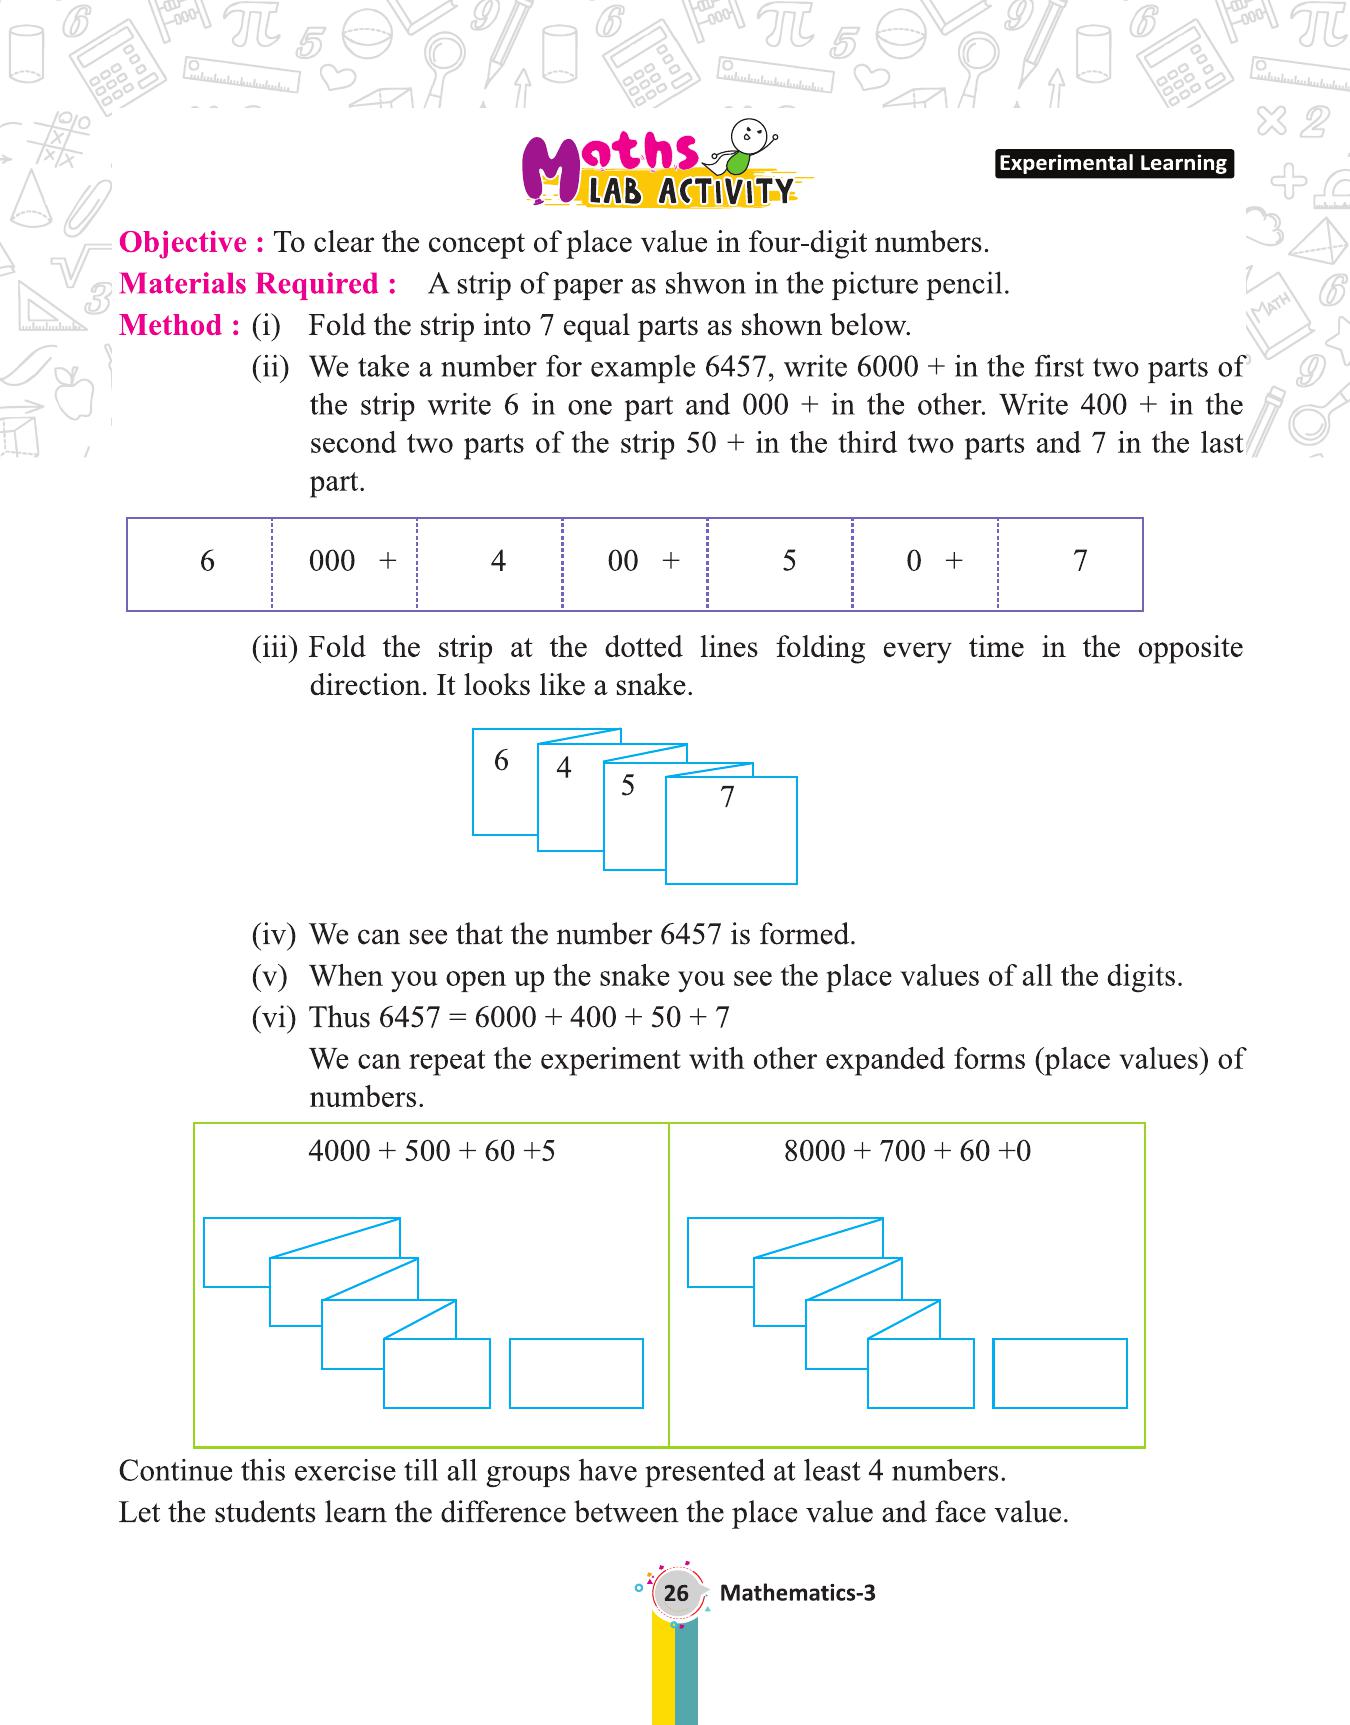 Maths
LAB ACTIVITY
Experimental Learning
Objective : To clear the concept of place value in four-digit numbers.
Materials Required : A strip of paper as shwon in the picture pencil.
Method : (i) Fold the strip into 7 equal parts as shown below.
(ii) We take a number for example 6457, write 6000 + in the first two parts of
the strip write 6 in one part and 000 + in the other. Write 400 + in the
second two parts of the strip 50 + in the third two parts and 7 in the last
part.
6 000 + 4 00 + 5 0 + 7
(iii) Fold the strip at the dotted lines folding every time in the opposite
direction. It looks like a snake.
6 4 5 7
(iv) We can see that the number 6457 is formed.
(v) When you open up the snake you see the place values of all the digits.
(vi) Thus 6457 = 6000 + 400 + 50 + 7
We can repeat the experiment with other expanded forms (place values) of
numbers.
4000 + 500 + 60 +5 8000 + 700 + 60 +0
Continue this exercise till all groups have presented at least 4 numbers.
Let the students learn the difference between the place value and face value.
26 Mathematics-3